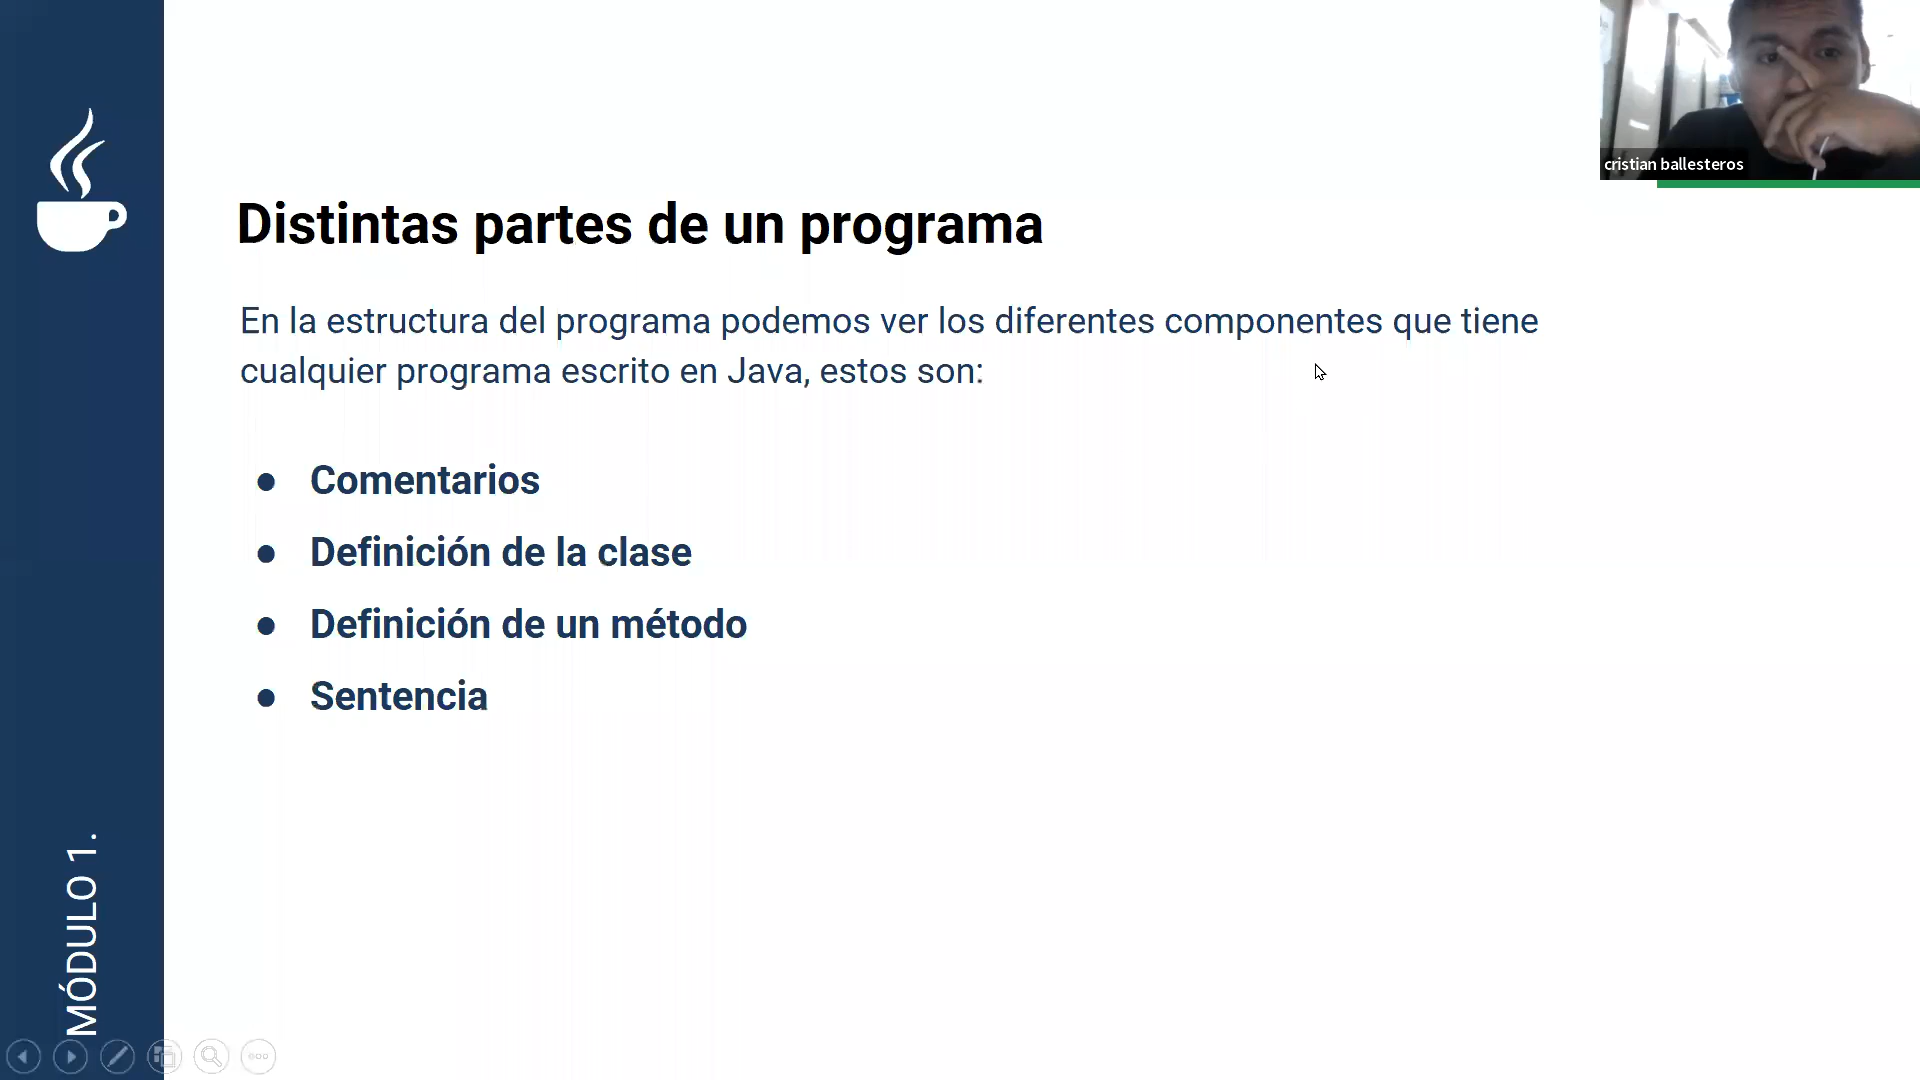 cristian ballesteros
Distintas partes de un programa
En la estructura del programa podemos ver los diferentes componentes que tiene
cualquier programa escrito en Java, estos son:
● Comentarios
● Definición de la clase
● Definición de un método
● Sentencia
MÓDULO 1.